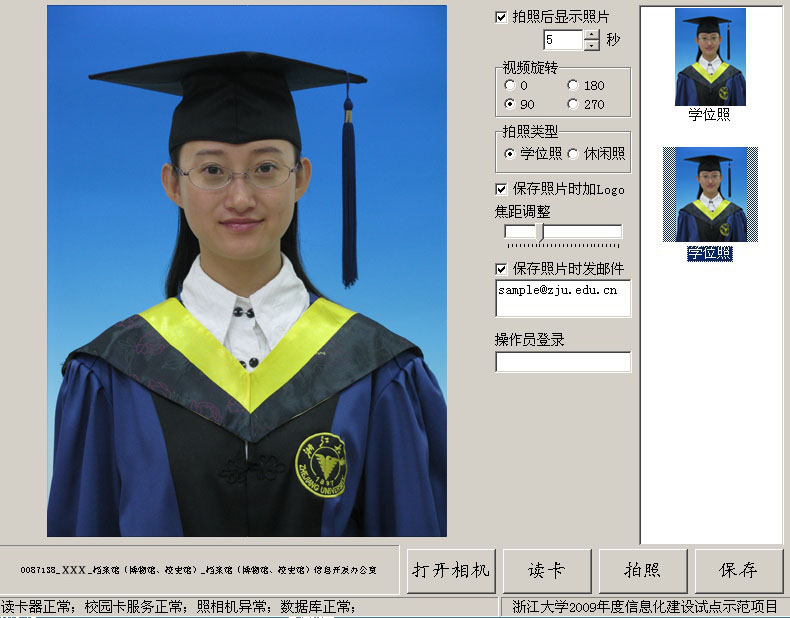 拍照后显示照片
5 秒
视频旋转
0 180
90 270
拍照类型
学位照 休闲照
保存照片时加Logo
焦距调整
保存照片时发邮件
sample@zju.edu.cn
操作员登录
学位照
学位照
浙江大
ZHEJIANG UNIVERSITY
1897
0087138_XXX_档案馆(博物馆、校史馆)_档案馆(博物馆、校史馆)信息开发办公室
打开相机 读卡 拍照 保存
读卡器正常;校园卡服务正常;照相机异常;数据库正常;
浙江大学2009年度信息化建设试点示范项目